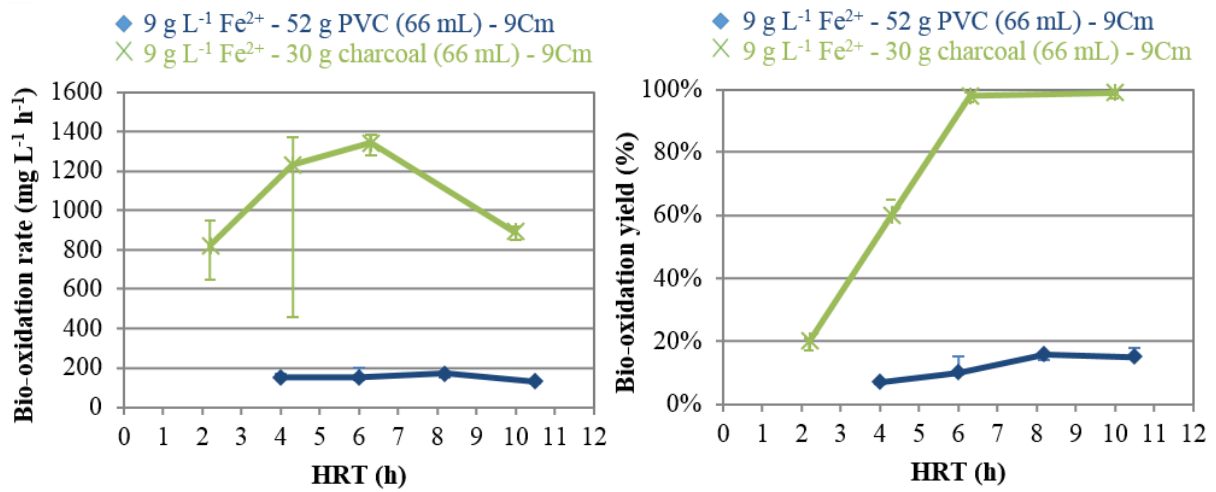 9 g L⁻¹ Fe²⁺ - 52 g PVC (66 mL) - 9Cm
9 g L⁻¹ Fe²⁺ - 30 g charcoal (66 mL) - 9Cm
Bio-oxidation rate (mg L⁻¹ h⁻¹)
1600
1400
1200
1000
800
600
400
200
0
0 1 2 3 4 5 6 7 8 9 10 11 12
HRT (h)
9 g L⁻¹ Fe²⁺ - 52 g PVC (66 mL) - 9Cm
9 g L⁻¹ Fe²⁺ - 30 g charcoal (66 mL) - 9Cm
Bio-oxidation yield (%)
100%
80%
60%
40%
20%
0%
0 1 2 3 4 5 6 7 8 9 10 11 12
HRT (h)